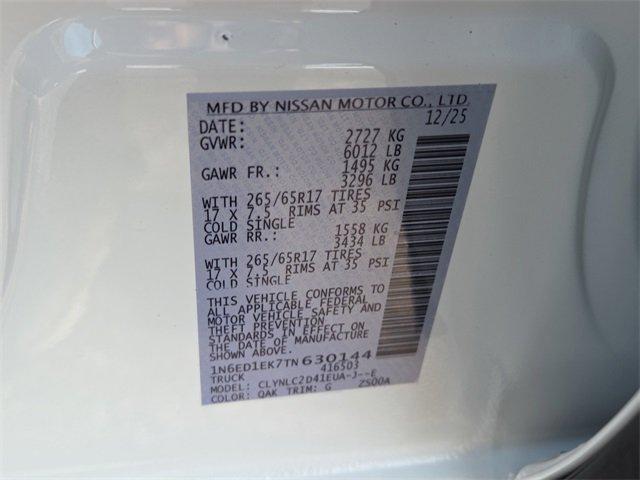 MFD BY NISSAN MOTOR CO., LTD.
DATE: 12/25
GVWR: 2727 KG
6012 LB
GAWR FR.: 1495 KG
3296 LB
WITH 265/65R17 TIRES
17 X 7.5 RIMS AT 35 PSI
COLD SINGLE
GAWR RR.: 1558 KG
3434 LB
WITH 265/65R17 TIRES
17 X 7.5 RIMS AT 35 PSI
COLD SINGLE
THIS VEHICLE CONFORMS TO
ALL APPLICABLE FEDERAL
MOTOR VEHICLE SAFETY AND
THEFT PREVENTION
STANDARDS IN EFFECT ON
THE DATE OF MANUFACTURE
SHOWN ABOVE.
1N6ED1EK7TN630144
TRUCK 416503
MODEL: CLYNLC2D41EUA-J--E
COLOR: QAK TRIM: G ZS00A